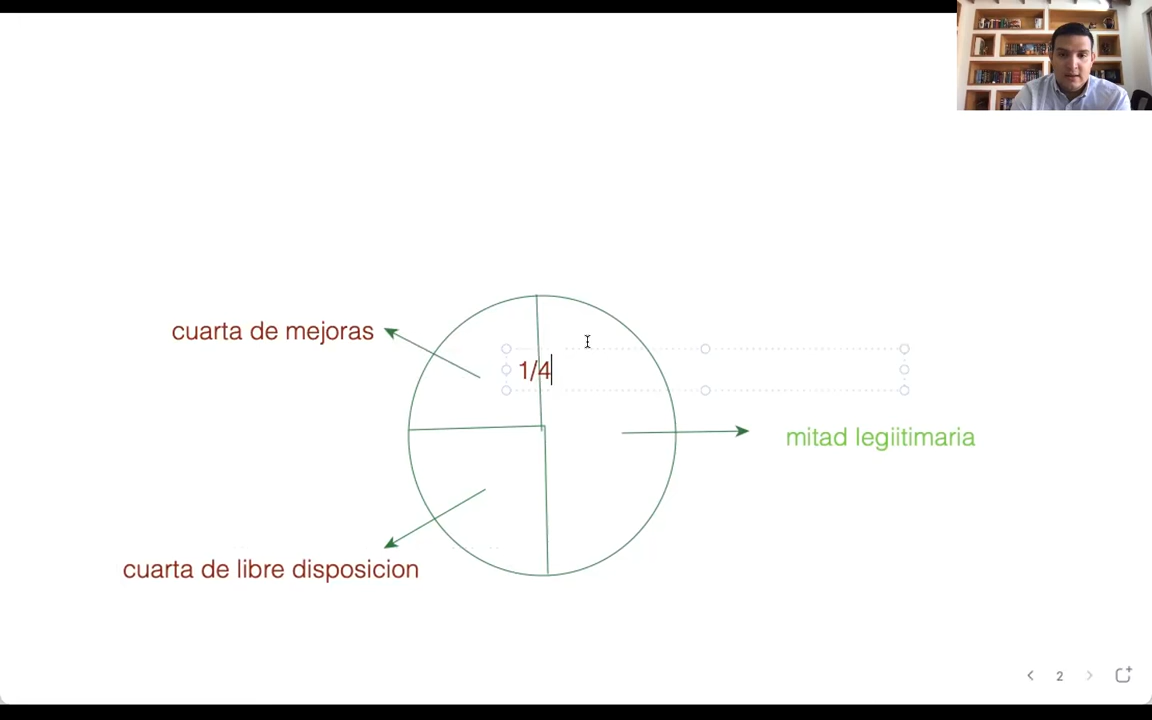 cuarta de mejoras
1/4
mitad legiitimaria
cuarta de libre disposicion
2